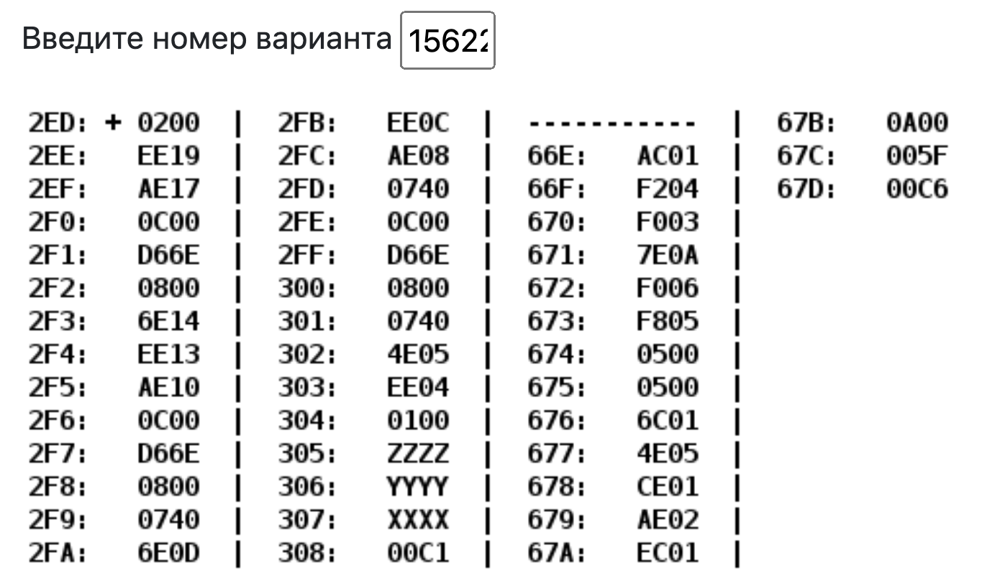 Введите номер варианта 15622
2ED: + 0200 | 2FB: EE0C | ----------- | 67B: 0A00
2EE: EE19 | 2FC: AE08 | 66E: AC01 | 67C: 005F
2EF: AE17 | 2FD: 0740 | 66F: F204 | 67D: 00C6
2F0: 0C00 | 2FE: 0C00 | 670: F003 |
2F1: D66E | 2FF: D66E | 671: 7E0A |
2F2: 0800 | 300: 0800 | 672: F006 |
2F3: 6E14 | 301: 0740 | 673: F805 |
2F4: EE13 | 302: 4E05 | 674: 0500 |
2F5: AE10 | 303: EE04 | 675: 0500 |
2F6: 0C00 | 304: 0100 | 676: 6C01 |
2F7: D66E | 305: ZZZZ | 677: 4E05 |
2F8: 0800 | 306: YYYY | 678: CE01 |
2F9: 0740 | 307: XXXX | 679: AE02 |
2FA: 6E0D | 308: 00C1 | 67A: EC01 |